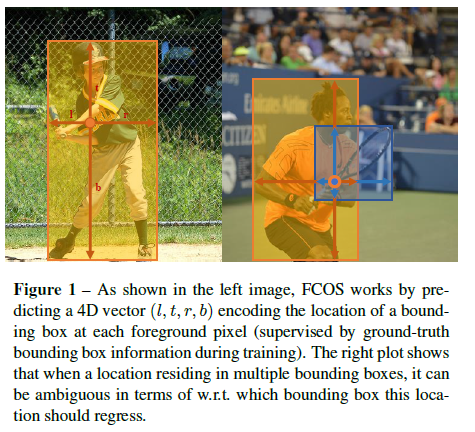 t
l
r
b
Emirates Airline
CITIZEN
Figure 1 – As shown in the left image, FCOS works by pre-
dicting a 4D vector (l, t, r, b) encoding the location of a bound-
ing box at each foreground pixel (supervised by ground-truth
bounding box information during training). The right plot shows
that when a location residing in multiple bounding boxes, it can
be ambiguous in terms of w.r.t. which bounding box this loca-
tion should regress.